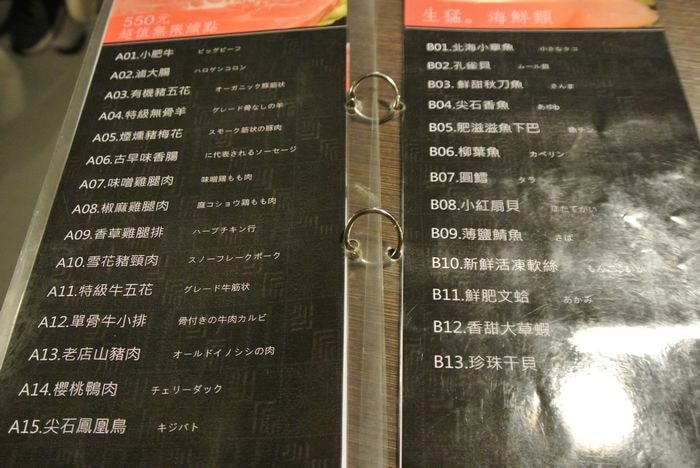 550元
超值無限綠點
A01.小肥牛 ビッグビーフ
A02.滷大腸 ハロゲンコロン
A03.有機豬五花 オーガニック豚筋状
A04.特級無骨羊 グレード骨なしの羊
A05.煙燻豬梅花 スモーク筋状の豚肉
A06.古早味香腸 に代表されるソーセージ
A07.味噌雞腿肉 味噌鶏もも肉
A08.椒麻雞腿肉 麻コショウ鶏もも肉
A09.香草雞腿排 ハーブチキン行
A10.雪花豬頸肉 スノーフレークポーク
A11.特級牛五花 グレード牛筋状
A12.單骨牛小排 骨付きの牛肉カルビ
A13.老店山豬肉 オールドイノシシの肉
A14.櫻桃鴨肉 チェリーダック
A15.尖石鳳凰鳥 キジバト
生猛。海鮮類
B01.北海小章魚 小さなタコ
B02.孔雀貝 ムール貝
B03.鮮甜秋刀魚 さんま
B04.尖石香魚 あゆゆ
B05.肥滋滋魚下巴 魚チン
B06.柳葉魚 カペリン
B07.圓鱈 タラ
B08.小紅扇貝 ほたてがい
B09.薄鹽鯖魚 さば
B10.新鮮活凍軟絲
B11.鮮肥文蛤 あかみ
B12.香甜大草蝦
B13.珍珠干貝